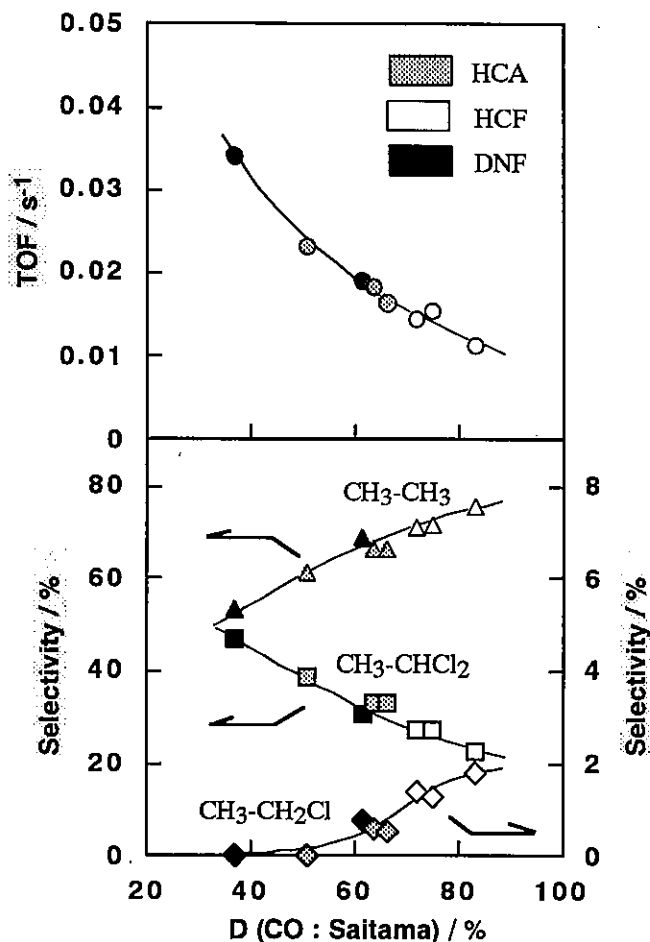 0.05
0.04
0.03
0.02
0.01
0
TOF / s-1
HCA
HCF
DNF
80
60
40
20
0
Selectivity / %
CH3-CH3
CH3-CHCl2
CH3-CH2Cl
8
6
4
2
0
Selectivity / %
20 40 60 80 100
D (CO : Saitama) / %